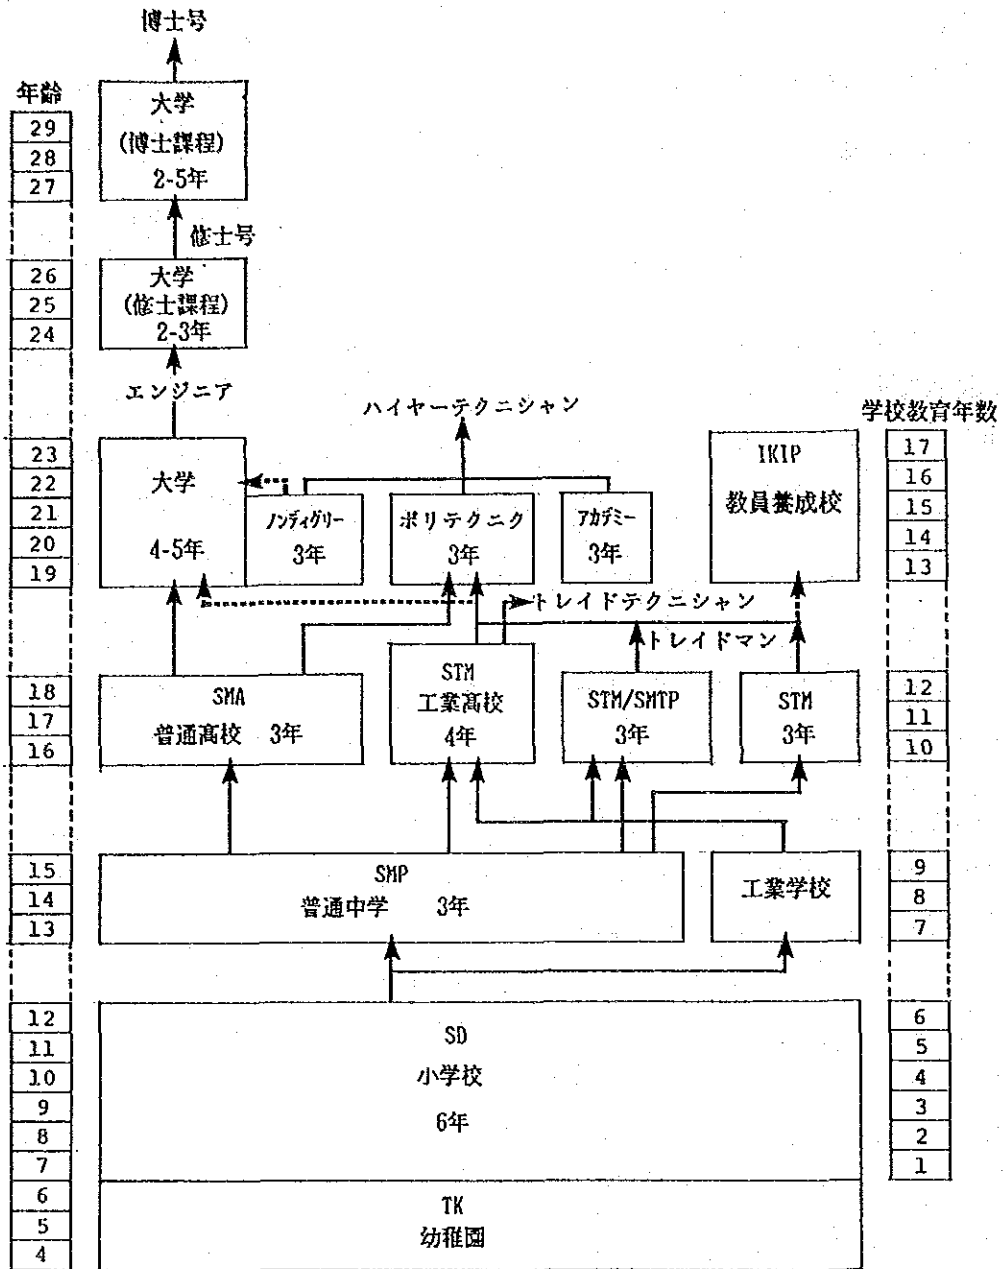 博士号
年齢
大学
(博士課程)
2-5年
29
28
27
修士号
大学
(修士課程)
2-3年
26
25
24
エンジニア
ハイヤーテクニシャン
学校教育年数
23
22
21
20
19
大学
4-5年
ノンディグリー
3年
ポリテクニク
3年
アカデミー
3年
IKIP
教員養成校
17
16
15
14
13
トレイドテクニシャン
トレイドマン
18
17
16
SMA
普通高校 3年
STM
工業高校
4年
STM/SMTP
3年
STM
3年
12
11
10
15
14
13
SMP
普通中学 3年
工業学校
9
8
7
12
11
10
9
8
7
SD
小学校
6年
6
5
4
3
2
1
6
5
4
TK
幼稚園